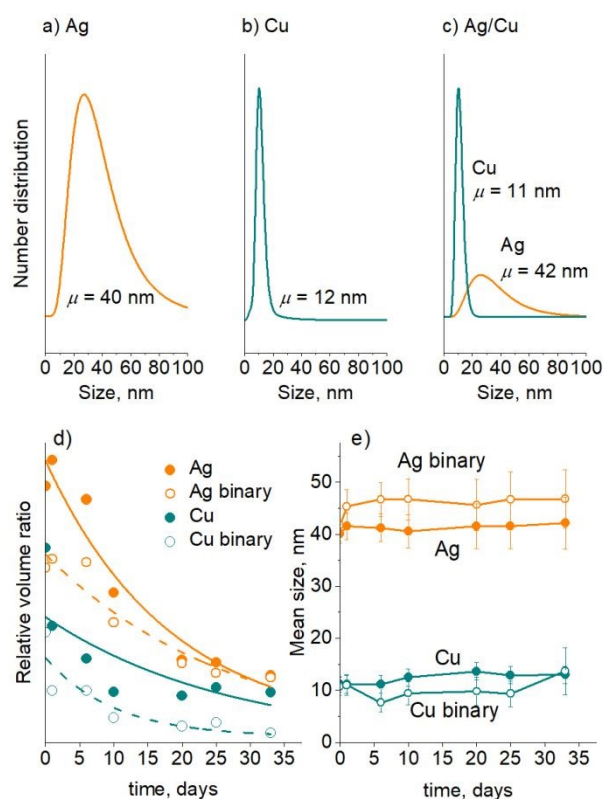 a) Ag
b) Cu
c) Ag/Cu
Number distribution
μ = 40 nm
μ = 12 nm
Cu
μ = 11 nm
Ag
μ = 42 nm
0 20 40 60 80 100
0 20 40 60 80 100
0 20 40 60 80 100
Size, nm
Size, nm
Size, nm
d)
Ag
Ag binary
Cu
Cu binary
Relative volume ratio
0 5 10 15 20 25 30 35
time, days
e)
Ag binary
Ag
Cu
Cu binary
Mean size, nm
50
40
30
20
10
0
0 5 10 15 20 25 30 35
time, days